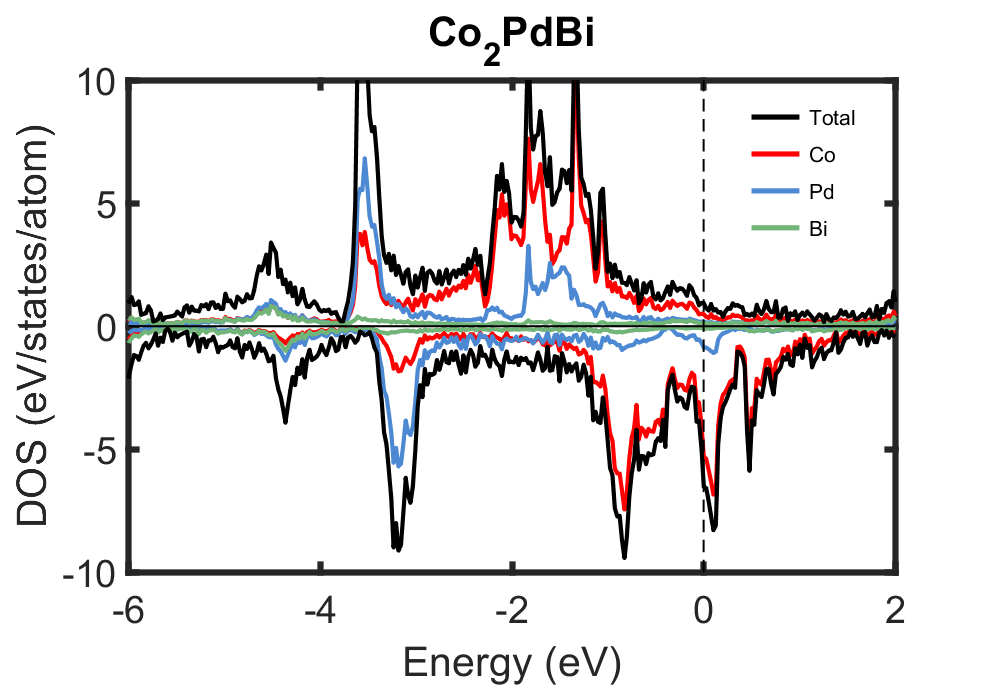 Co₂PdBi
DOS (eV/states/atom)
10
5
0
-5
-10
Total
Co
Pd
Bi
-6 -4 -2 0 2
Energy (eV)